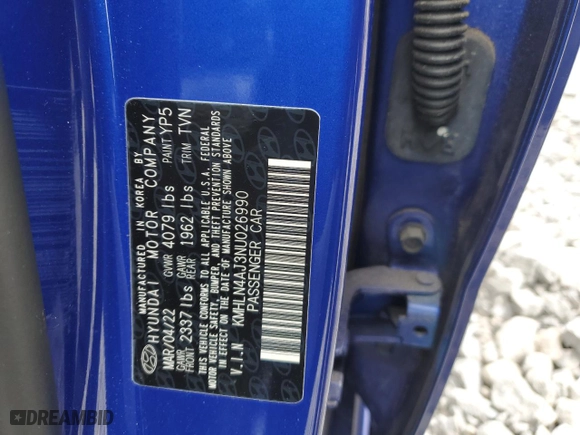 MANUFACTURED IN KOREA BY
HYUNDAI MOTOR COMPANY
MAR/04/22 GVWR 4079 lbs PAINT YP5
GAWR FRONT 2337 lbs GAWR REAR 1962 lbs TRIM TVN
THIS VEHICLE CONFORMS TO ALL APPLICABLE U.S.A. FEDERAL
MOTOR VEHICLE SAFETY, BUMPER, AND THEFT PREVENTION STANDARDS
IN EFFECT ON THE DATE OF MANUFACTURE SHOWN ABOVE
V.I.N KMHLN4AJ3NU026990
PASSENGER CAR
DREAMBID